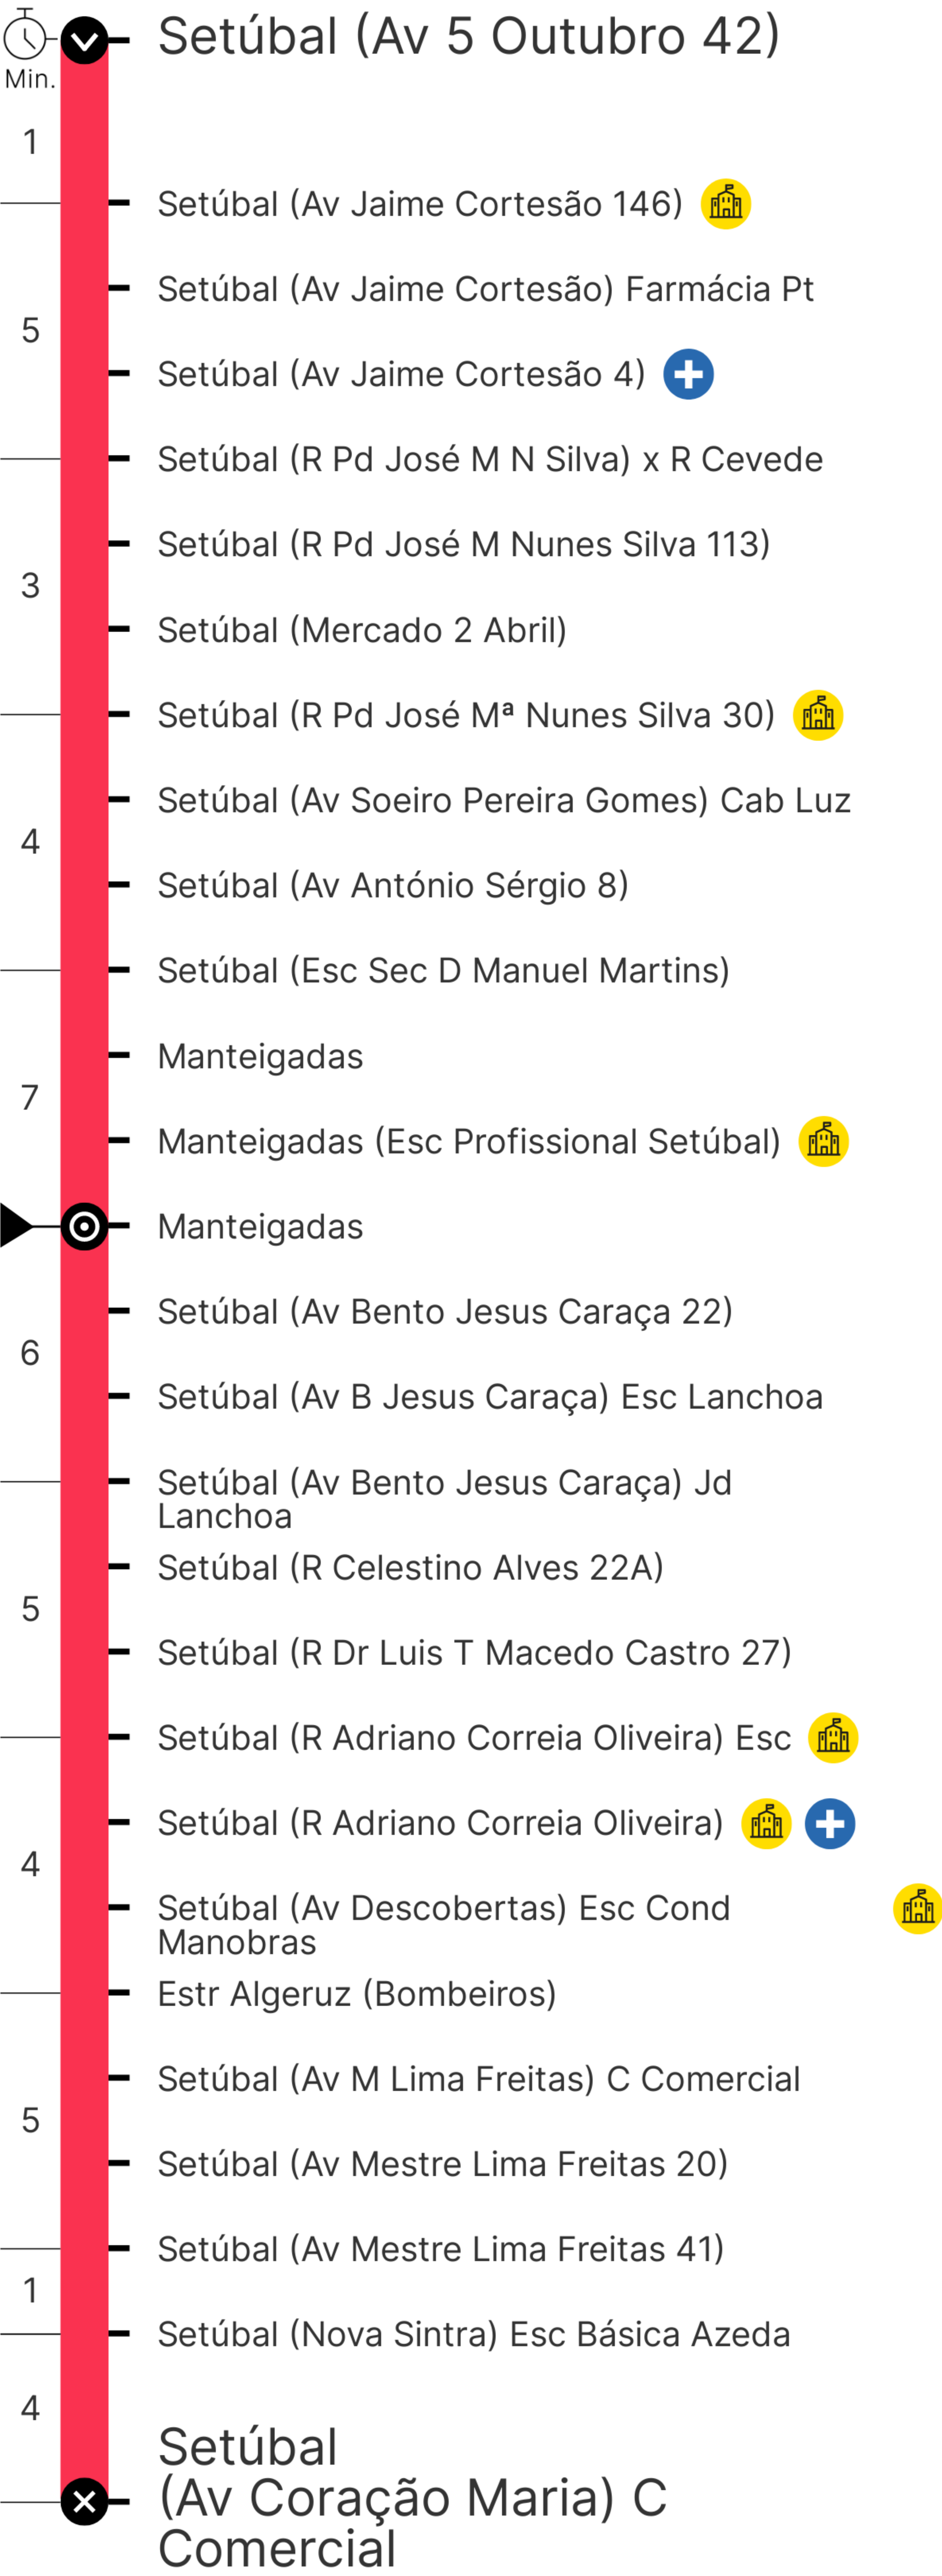 Setúbal (Av 5 Outubro 42)
Min.
1
Setúbal (Av Jaime Cortesão 146)
Setúbal (Av Jaime Cortesão) Farmácia Pt
5
Setúbal (Av Jaime Cortesão 4)
Setúbal (R Pd José M N Silva) x R Cevede
Setúbal (R Pd José M Nunes Silva 113)
3
Setúbal (Mercado 2 Abril)
Setúbal (R Pd José Mª Nunes Silva 30)
Setúbal (Av Soeiro Pereira Gomes) Cab Luz
4
Setúbal (Av António Sérgio 8)
Setúbal (Esc Sec D Manuel Martins)
Manteigadas
7
Manteigadas (Esc Profissional Setúbal)
Manteigadas
Setúbal (Av Bento Jesus Caraça 22)
6
Setúbal (Av B Jesus Caraça) Esc Lanchoa
Setúbal (Av Bento Jesus Caraça) Jd
Lanchoa
Setúbal (R Celestino Alves 22A)
5
Setúbal (R Dr Luis T Macedo Castro 27)
Setúbal (R Adriano Correia Oliveira) Esc
Setúbal (R Adriano Correia Oliveira)
4
Setúbal (Av Descobertas) Esc Cond
Manobras
Estr Algeruz (Bombeiros)
Setúbal (Av M Lima Freitas) C Comercial
5
Setúbal (Av Mestre Lima Freitas 20)
Setúbal (Av Mestre Lima Freitas 41)
1
Setúbal (Nova Sintra) Esc Básica Azeda
4
Setúbal
(Av Coração Maria) C
Comercial